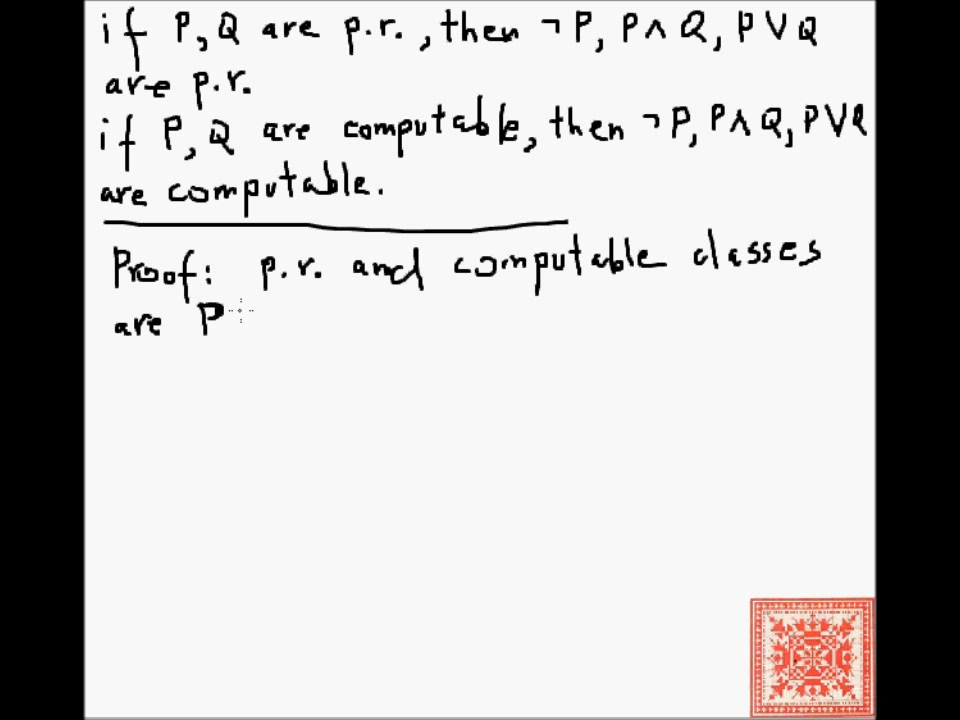 if P, Q are p.r., then ¬P, P∧Q, P∨Q
are p.r.
if P, Q are computable, then ¬P, P∧Q, P∨Q
are computable.
Proof: p.r. and computable classes
are P